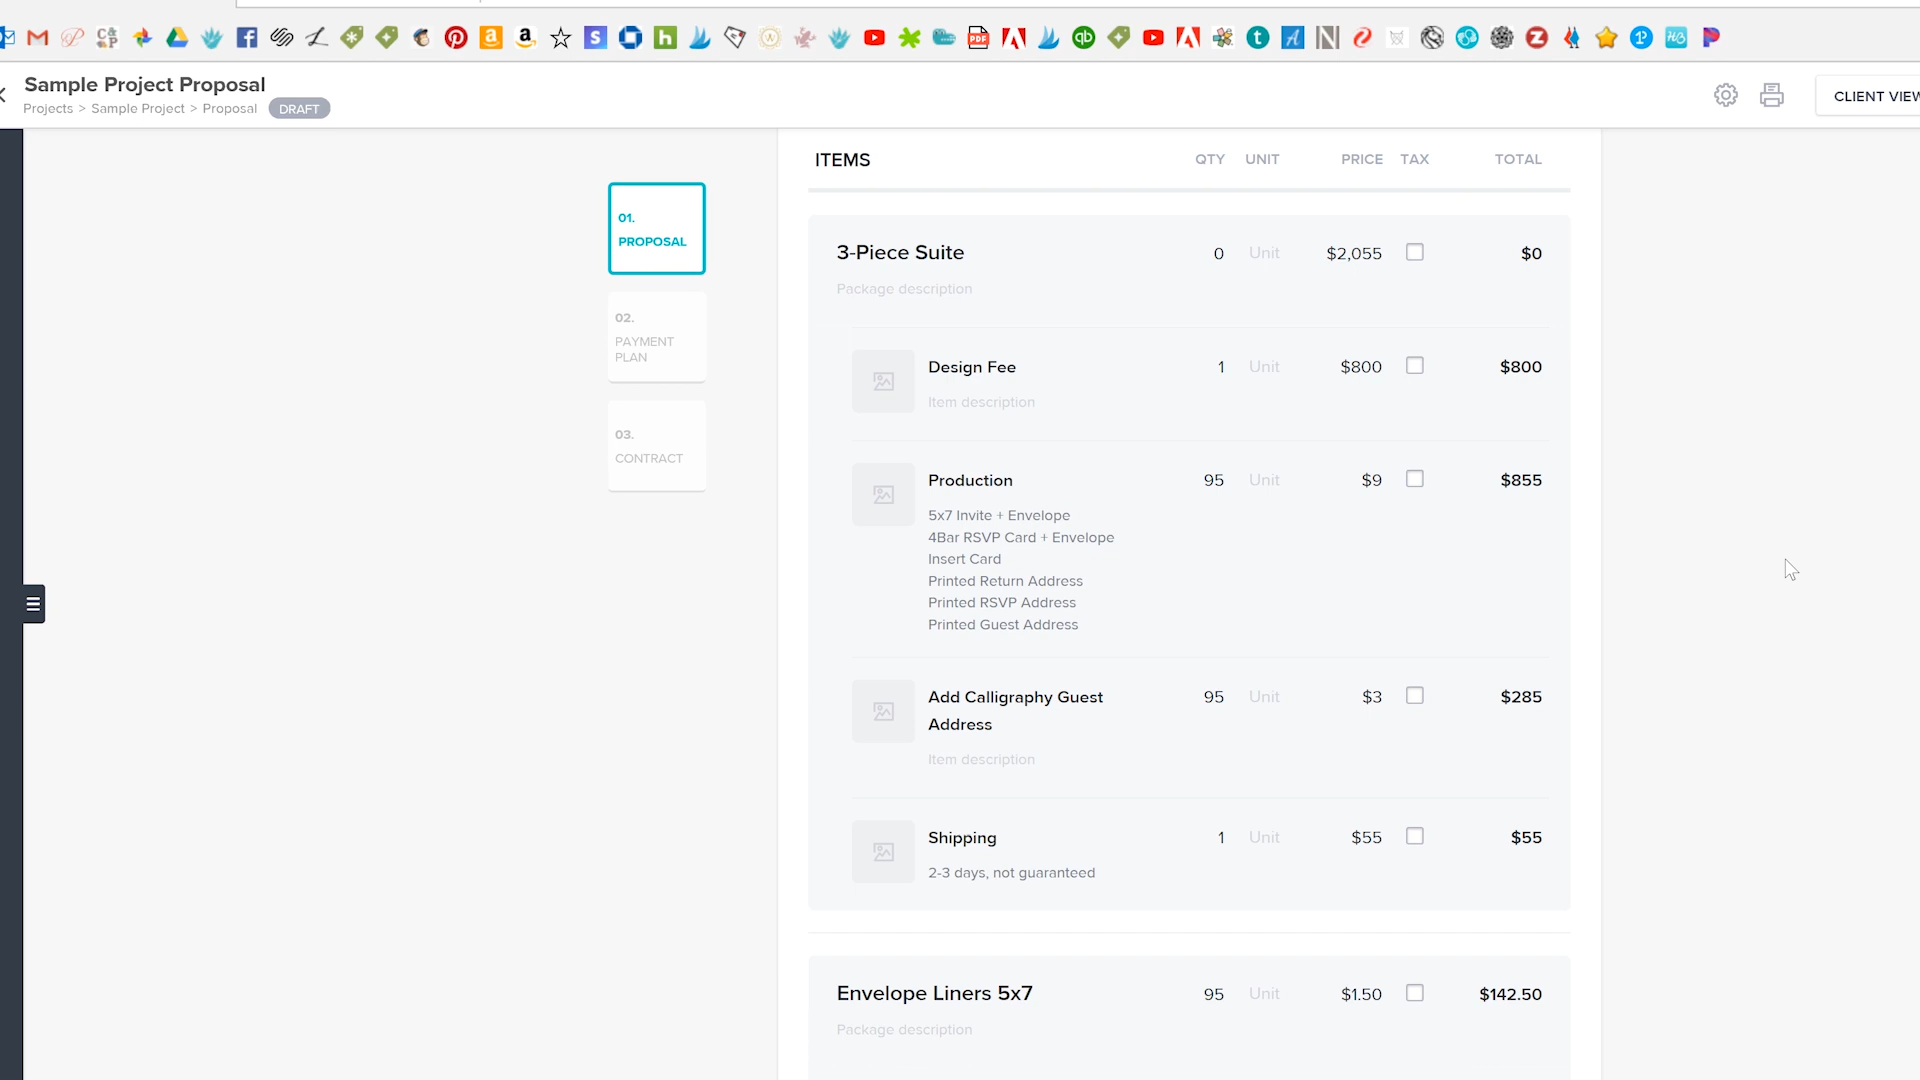 Sample Project Proposal
Projects > Sample Project > Proposal DRAFT
CLIENT VIEW
ITEMS QTY UNIT PRICE TAX TOTAL
01.
PROPOSAL
02.
PAYMENT
PLAN
03.
CONTRACT
3-Piece Suite 0 Unit $2,055 $0
Package description
Design Fee 1 Unit $800 $800
Item description
Production 95 Unit $9 $855
5x7 Invite + Envelope
4Bar RSVP Card + Envelope
Insert Card
Printed Return Address
Printed RSVP Address
Printed Guest Address
Add Calligraphy Guest 95 Unit $3 $285
Address
Item description
Shipping 1 Unit $55 $55
2-3 days, not guaranteed
Envelope Liners 5x7 95 Unit $1.50 $142.50
Package description